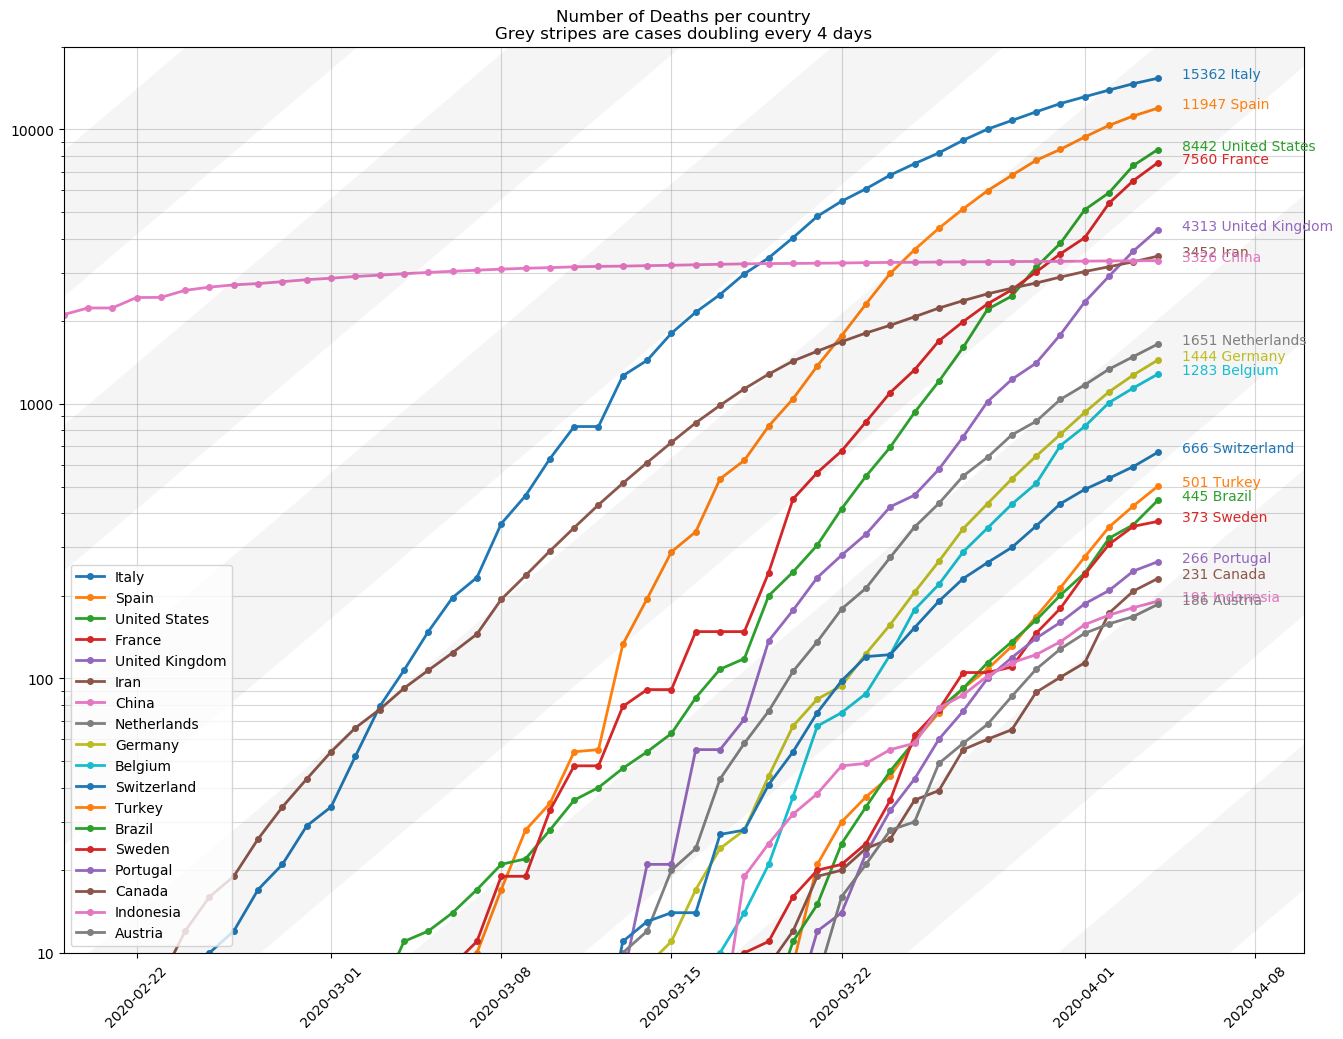 Number of Deaths per country
Grey stripes are cases doubling every 4 days
10000
1000
100
10
15362 Italy
11947 Spain
8442 United States
7560 France
4313 United Kingdom
3452 Iran
3326 China
1651 Netherlands
1444 Germany
1283 Belgium
666 Switzerland
501 Turkey
445 Brazil
373 Sweden
266 Portugal
231 Canada
191 Indonesia
186 Austria
Italy
Spain
United States
France
United Kingdom
Iran
China
Netherlands
Germany
Belgium
Switzerland
Turkey
Brazil
Sweden
Portugal
Canada
Indonesia
Austria
2020-02-22
2020-03-01
2020-03-08
2020-03-15
2020-03-22
2020-04-01
2020-04-08